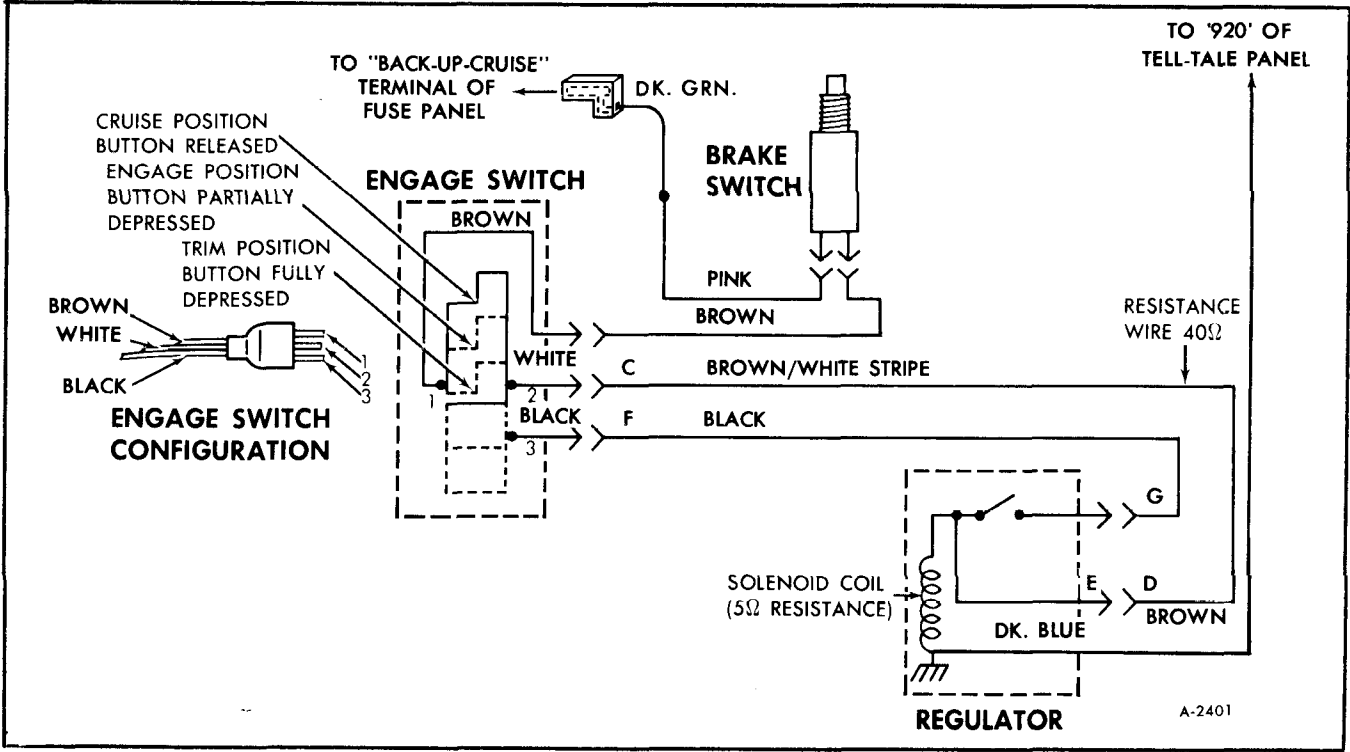 TO '920' OF
TELL-TALE PANEL
TO "BACK-UP-CRUISE"
TERMINAL OF
FUSE PANEL
DK. GRN.
CRUISE POSITION
BUTTON RELEASED
ENGAGE POSITION
BUTTON PARTIALLY
DEPRESSED
TRIM POSITION
BUTTON FULLY
DEPRESSED
ENGAGE SWITCH
BROWN
BRAKE
SWITCH
PINK
BROWN
BROWN
WHITE
BLACK
1
2
3
ENGAGE SWITCH
CONFIGURATION
1
WHITE
2
C
BROWN/WHITE STRIPE
RESISTANCE
WIRE 40Ω
BLACK
3
F
BLACK
G
SOLENOID COIL
(5Ω RESISTANCE)
E
D
BROWN
DK. BLUE
REGULATOR
A-2401